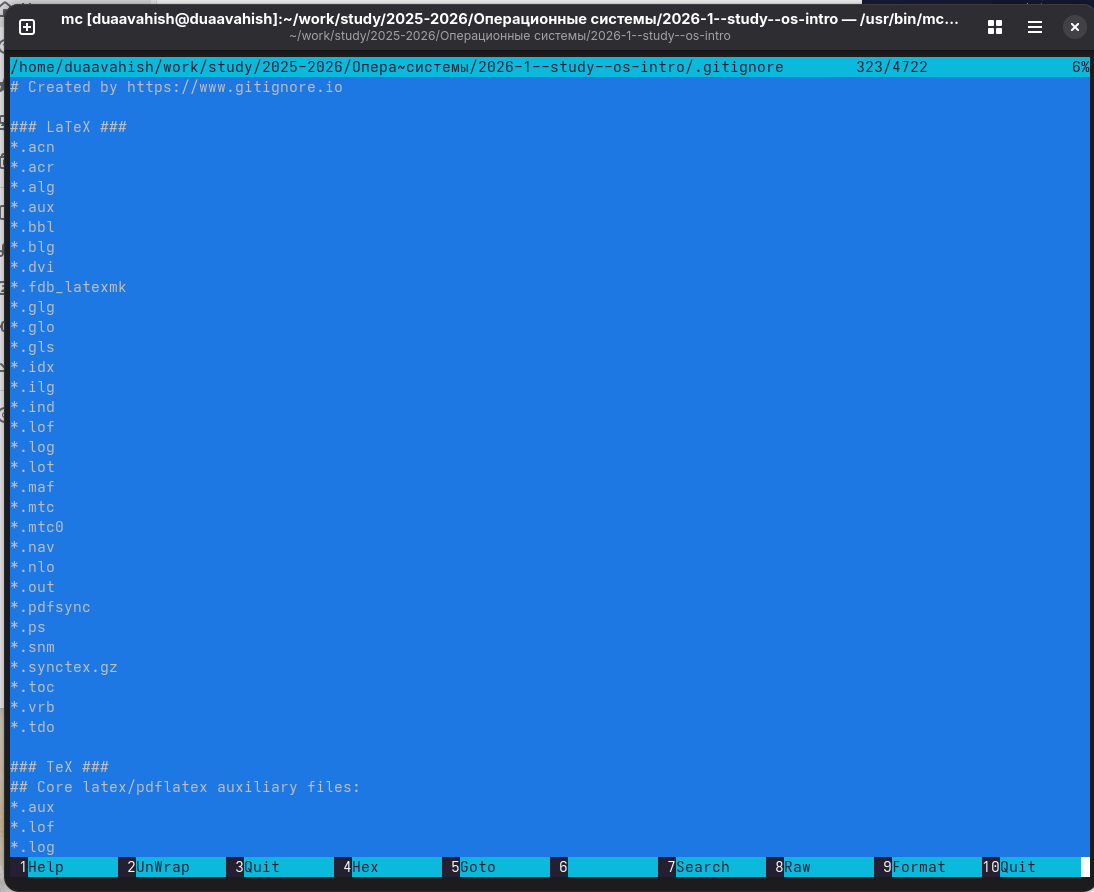 mc [duaavahish@duaavahish]:~/work/study/2025-2026/Операционные системы/2026-1--study--os-intro — /usr/bin/mc...
~/work/study/2025-2026/Операционные системы/2026-1--study--os-intro
/home/duaavahish/work/study/2025-2026/Опера~системы/2026-1--study--os-intro/.gitignore 323/4722 6%
# Created by https://www.gitignore.io
### LaTeX ###
*.acn
*.acr
*.alg
*.aux
*.bbl
*.blg
*.dvi
*.fdb_latexmk
*.glg
*.glo
*.gls
*.idx
*.ilg
*.ind
*.lof
*.log
*.lot
*.maf
*.mtc
*.mtc0
*.nav
*.nlo
*.out
*.pdfsync
*.ps
*.snm
*.synctex.gz
*.toc
*.vrb
*.tdo
### TeX ###
## Core latex/pdflatex auxiliary files:
*.aux
*.lof
*.log
1Help 2UnWrap 3Quit 4Hex 5Goto 6 7Search 8Raw 9Format 10Quit